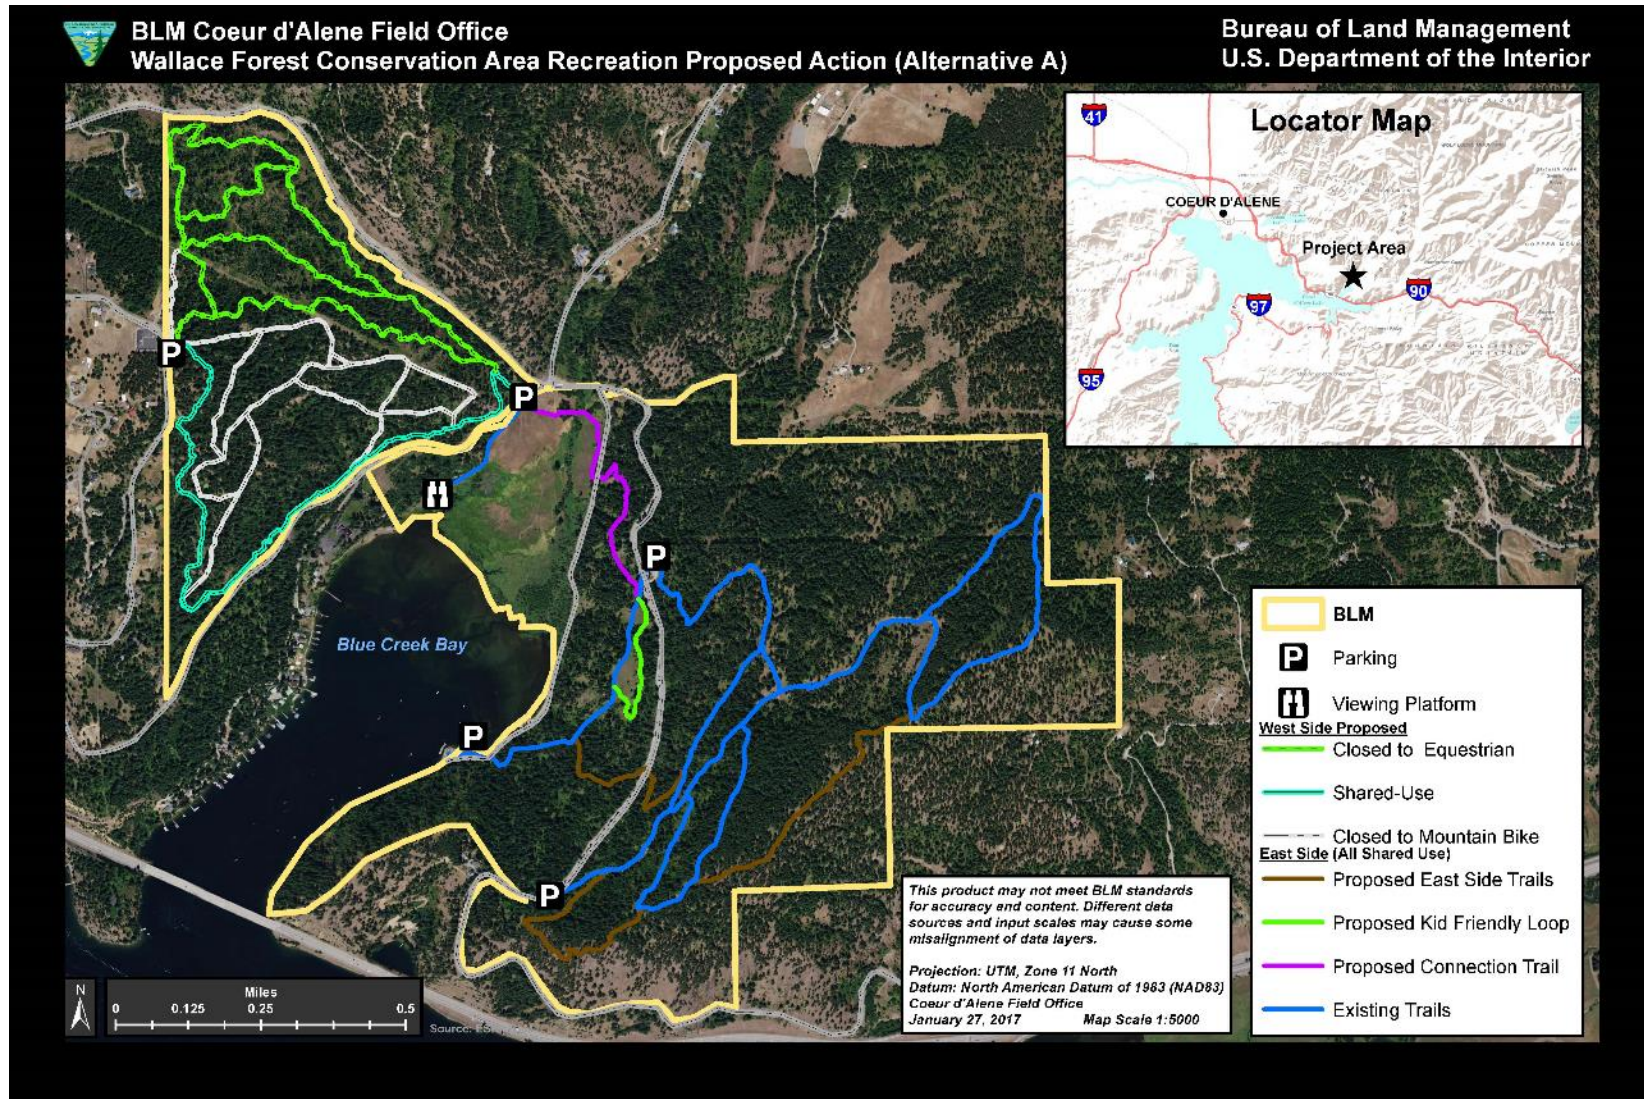 BLM Coeur d'Alene Field Office
Wallace Forest Conservation Area Recreation Proposed Action (Alternative A)
Bureau of Land Management
U.S. Department of the Interior
Locator Map
41
COEUR D'ALENE
Project Area
97
90
95
P
P
P
P
P
Blue Creek Bay
BLM
P Parking
Viewing Platform
West Side Proposed
Closed to Equestrian
Shared-Use
Closed to Mountain Bike
East Side (All Shared Use)
Proposed East Side Trails
Proposed Kid Friendly Loop
Proposed Connection Trail
Existing Trails
This product may not meet BLM standards
for accuracy and content. Different data
sources and input scales may cause some
misalignment of data layers.
Projection: UTM, Zone 11 North
Datum: North American Datum of 1983 (NAD83)
Coeur d'Alene Field Office
January 27, 2017 Map Scale 1:5000
N
Miles
0 0.125 0.25 0.5
Source: